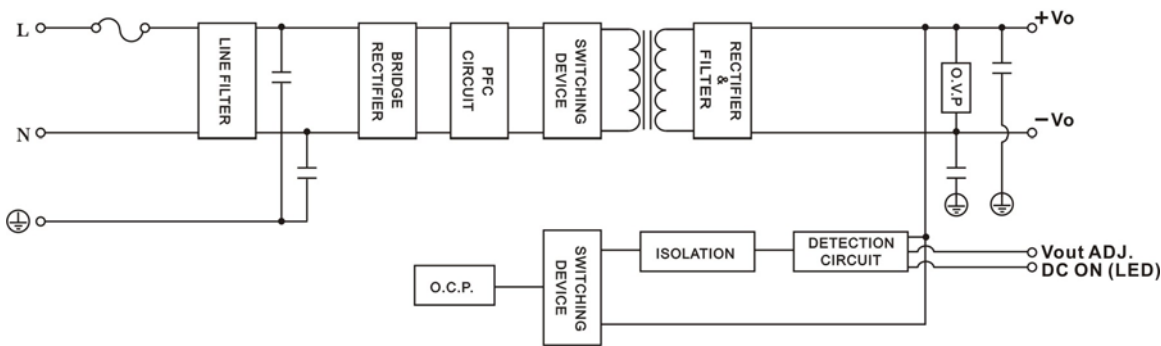 L
N
LINE FILTER
BRIDGE
RECTIFIER
PFC
CIRCUIT
SWITCHING
DEVICE
RECTIFIER
&
FILTER
O.V.P
+Vo
−Vo
O.C.P.
SWITCHING
DEVICE
ISOLATION
DETECTION
CIRCUIT
Vout ADJ.
DC ON (LED)